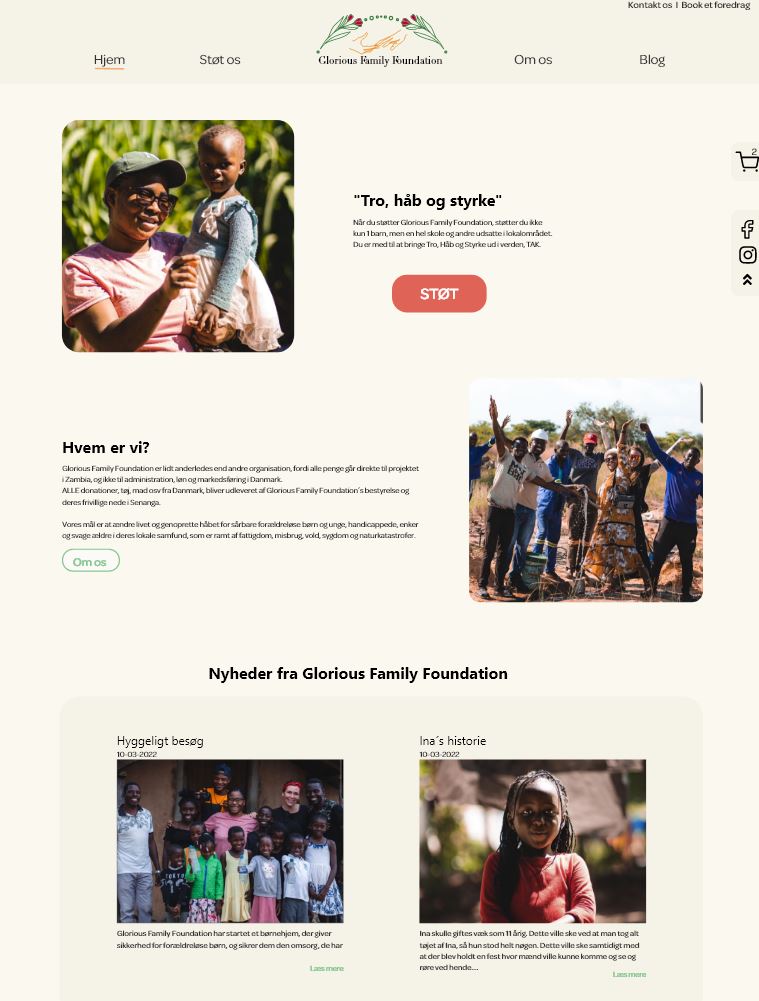 Kontakt os | Book et foredrag
Hjem
Støt os
Glorious Family Foundation
Om os
Blog
2
"Tro, håb og styrke"
Når du støtter Glorious Family Foundation, støtter du ikke
kun 1 barn, men en hel skole og andre udsatte i lokalområdet.
Du er med til at bringe Tro, Håb og Styrke ud i verden, TAK.
STØT
Hvem er vi?
Glorious Family Foundation er lidt anderledes end andre organisation, fordi alle penge går direkte til projektet
i Zambia, og ikke til administration, løn og markedsføring i Danmark.
ALLE donationer, tøj, mad osv fra Danmark, bliver udleveret af Glorious Family Foundation´s bestyrelse og
deres frivillige nede i Senanga.
Vores mål er at ændre livet og genoprette håbet for sårbare forældreløse børn og unge, handicappede, enker
og svage ældre i deres lokale samfund, som er ramt af fattigdom, misbrug, vold, sygdom og naturkatastrofer.
Om os
Nyheder fra Glorious Family Foundation
Hyggeligt besøg
10-03-2022
TOKYO
Glorious Family Foundation har startet et børnehjem, der giver
sikkerhed for forældreløse børn, og sikrer dem den omsorg, de har
Læs mere
Ina´s historie
10-03-2022
Ina skulle giftes væk som 11 årig. Dette ville ske ved at man tog alt
tøjet af Ina, så hun stod helt nøgen. Dette ville ske samtidigt med
at der blev holdt en fest hvor mænd ville kunne komme og se og
røre ved hende....
Læs mere